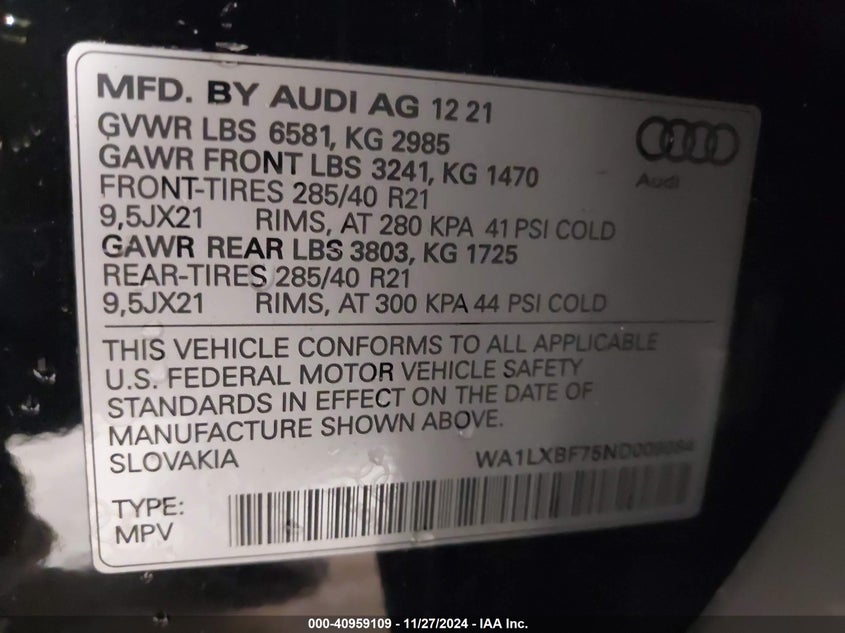 MFD. BY AUDI AG 12 21
GVWR LBS 6581, KG 2985
GAWR FRONT LBS 3241, KG 1470
FRONT-TIRES 285/40 R21
9,5JX21 RIMS, AT 280 KPA 41 PSI COLD
GAWR REAR LBS 3803, KG 1725
REAR-TIRES 285/40 R21
9,5JX21 RIMS, AT 300 KPA 44 PSI COLD
Audi
THIS VEHICLE CONFORMS TO ALL APPLICABLE
U.S. FEDERAL MOTOR VEHICLE SAFETY
STANDARDS IN EFFECT ON THE DATE OF
MANUFACTURE SHOWN ABOVE.
SLOVAKIA
TYPE:
MPV
000-40959109 - 11/27/2024 - IAA Inc.